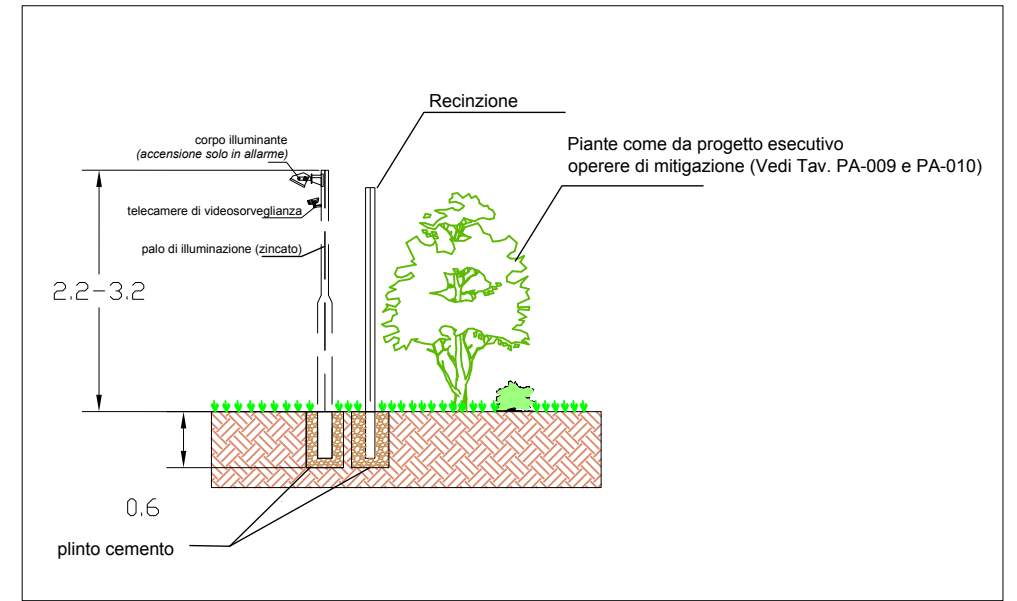 Recinzione
corpo illuminante
(accensione solo in allarme)
Piante come da progetto esecutivo
operere di mitigazione (Vedi Tav. PA-009 e PA-010)
telecamere di videosorveglianza
palo di illuminazione (zincato)
2.2-3.2
0.6
plinto cemento